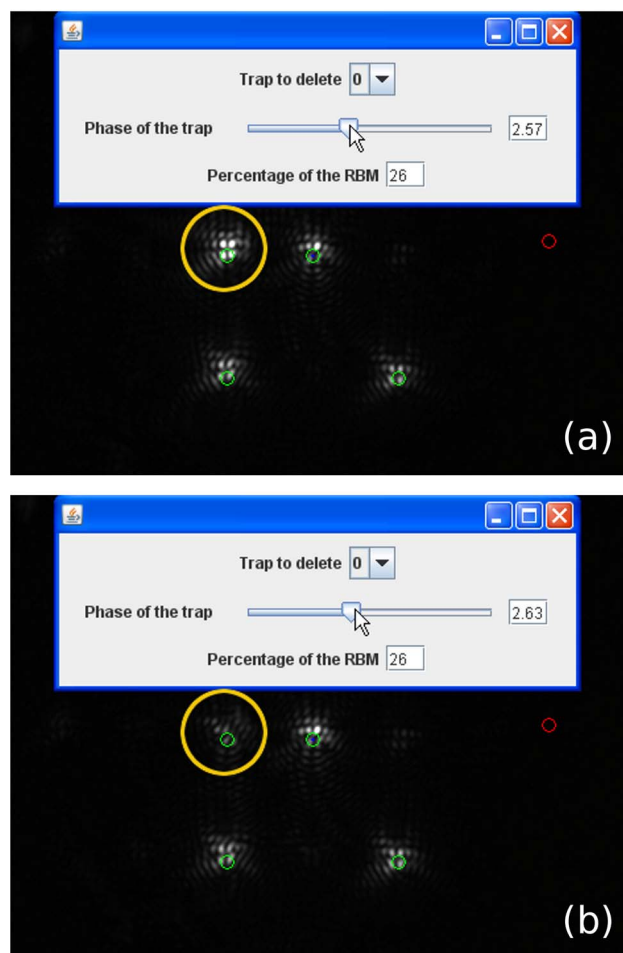 Trap to delete 0
Phase of the trap 2.57
Percentage of the RBM 26
(a)
Trap to delete 0
Phase of the trap 2.63
Percentage of the RBM 26
(b)